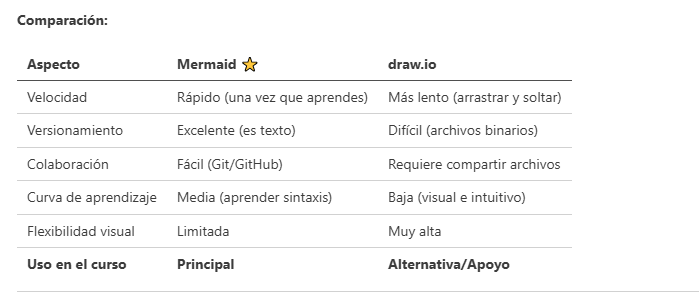 Comparación:
Aspecto Mermaid ⭐ draw.io
Velocidad Rápido (una vez que aprendes) Más lento (arrastrar y soltar)
Versionamiento Excelente (es texto) Difícil (archivos binarios)
Colaboración Fácil (Git/GitHub) Requiere compartir archivos
Curva de aprendizaje Media (aprender sintaxis) Baja (visual e intuitivo)
Flexibilidad visual Limitada Muy alta
Uso en el curso Principal Alternativa/Apoyo